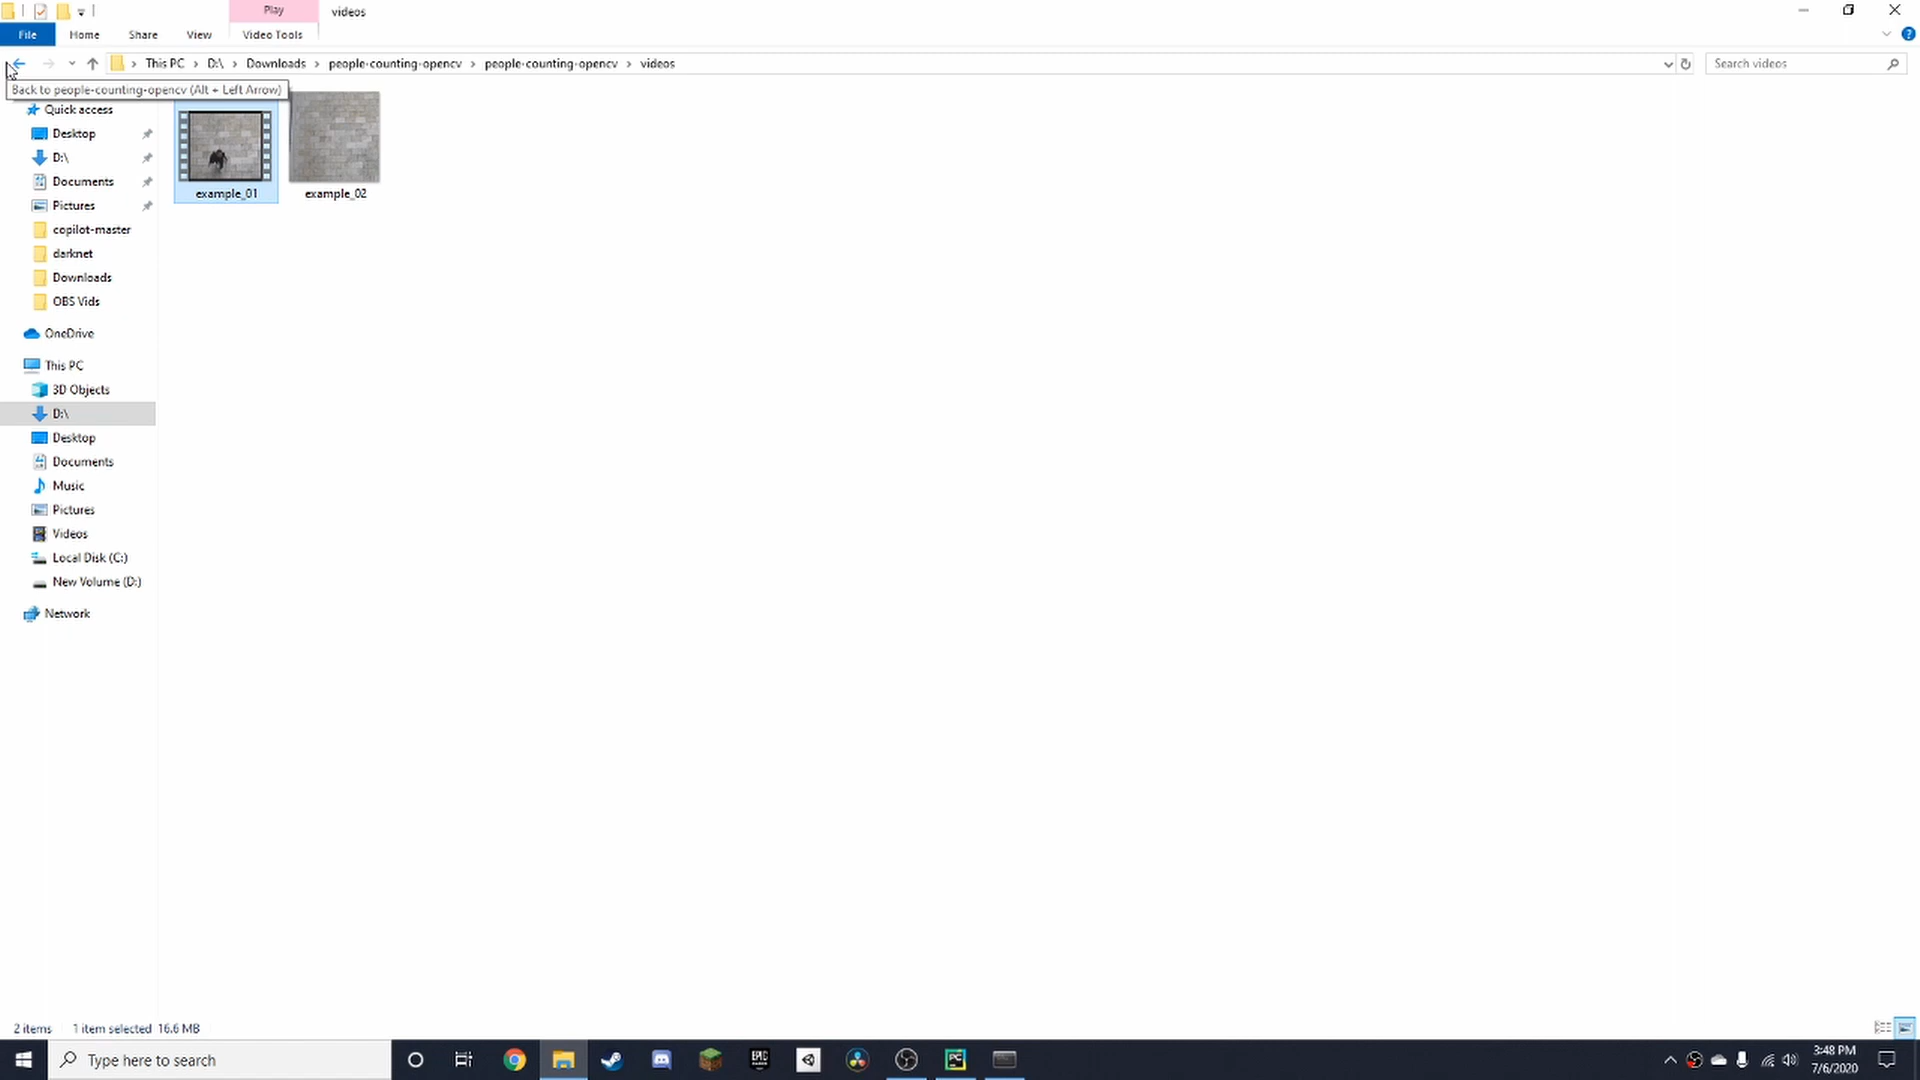 Play
videos
File
Home
Share
View
Video Tools
This PC
D:\
Downloads
people-counting-opencv
people-counting-opencv
videos
Search videos
Back to people-counting-opencv (Alt + Left Arrow)
Quick access
Desktop
D:\
Documents
Pictures
copilot-master
darknet
Downloads
OBS Vids
OneDrive
This PC
3D Objects
D:\
Desktop
Documents
Music
Pictures
Videos
Local Disk (C:)
New Volume (D:)
Network
example_01
example_02
2 items
1 item selected 16.6 MB
Type here to search
EPIC
PC
3:48 PM
7/6/2020